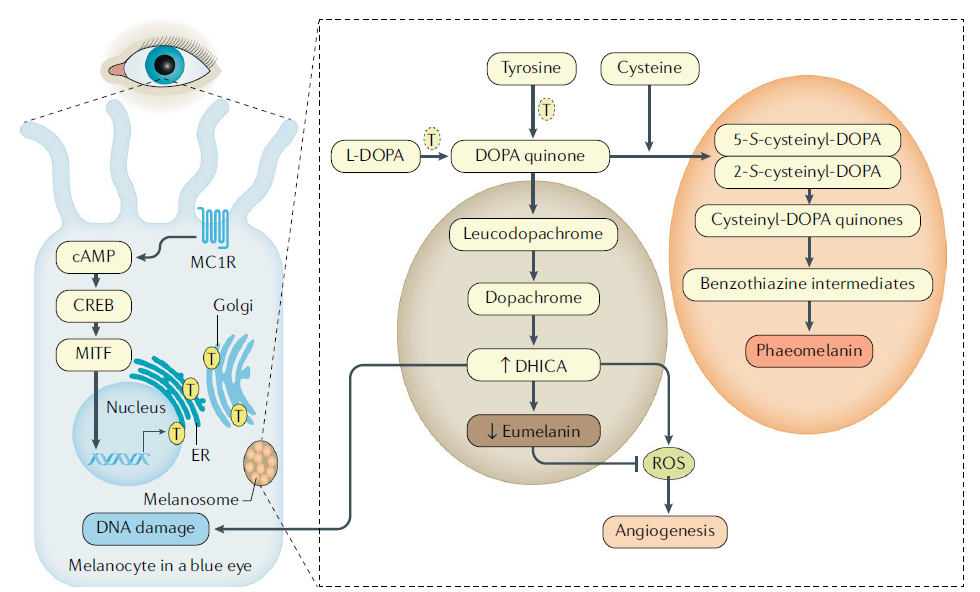 MC1R
cAMP
CREB
MITF
Golgi
T
T
T
T
Nucleus
ER
Melanosome
DNA damage
Melanocyte in a blue eye
Tyrosine
Cysteine
T
T
L-DOPA
DOPA quinone
5-S-cysteinyl-DOPA
2-S-cysteinyl-DOPA
Leucodopachrome
Cysteinyl-DOPA quinones
Dopachrome
Benzothiazine intermediates
↑ DHICA
Phaeomelanin
↓ Eumelanin
ROS
Angiogenesis